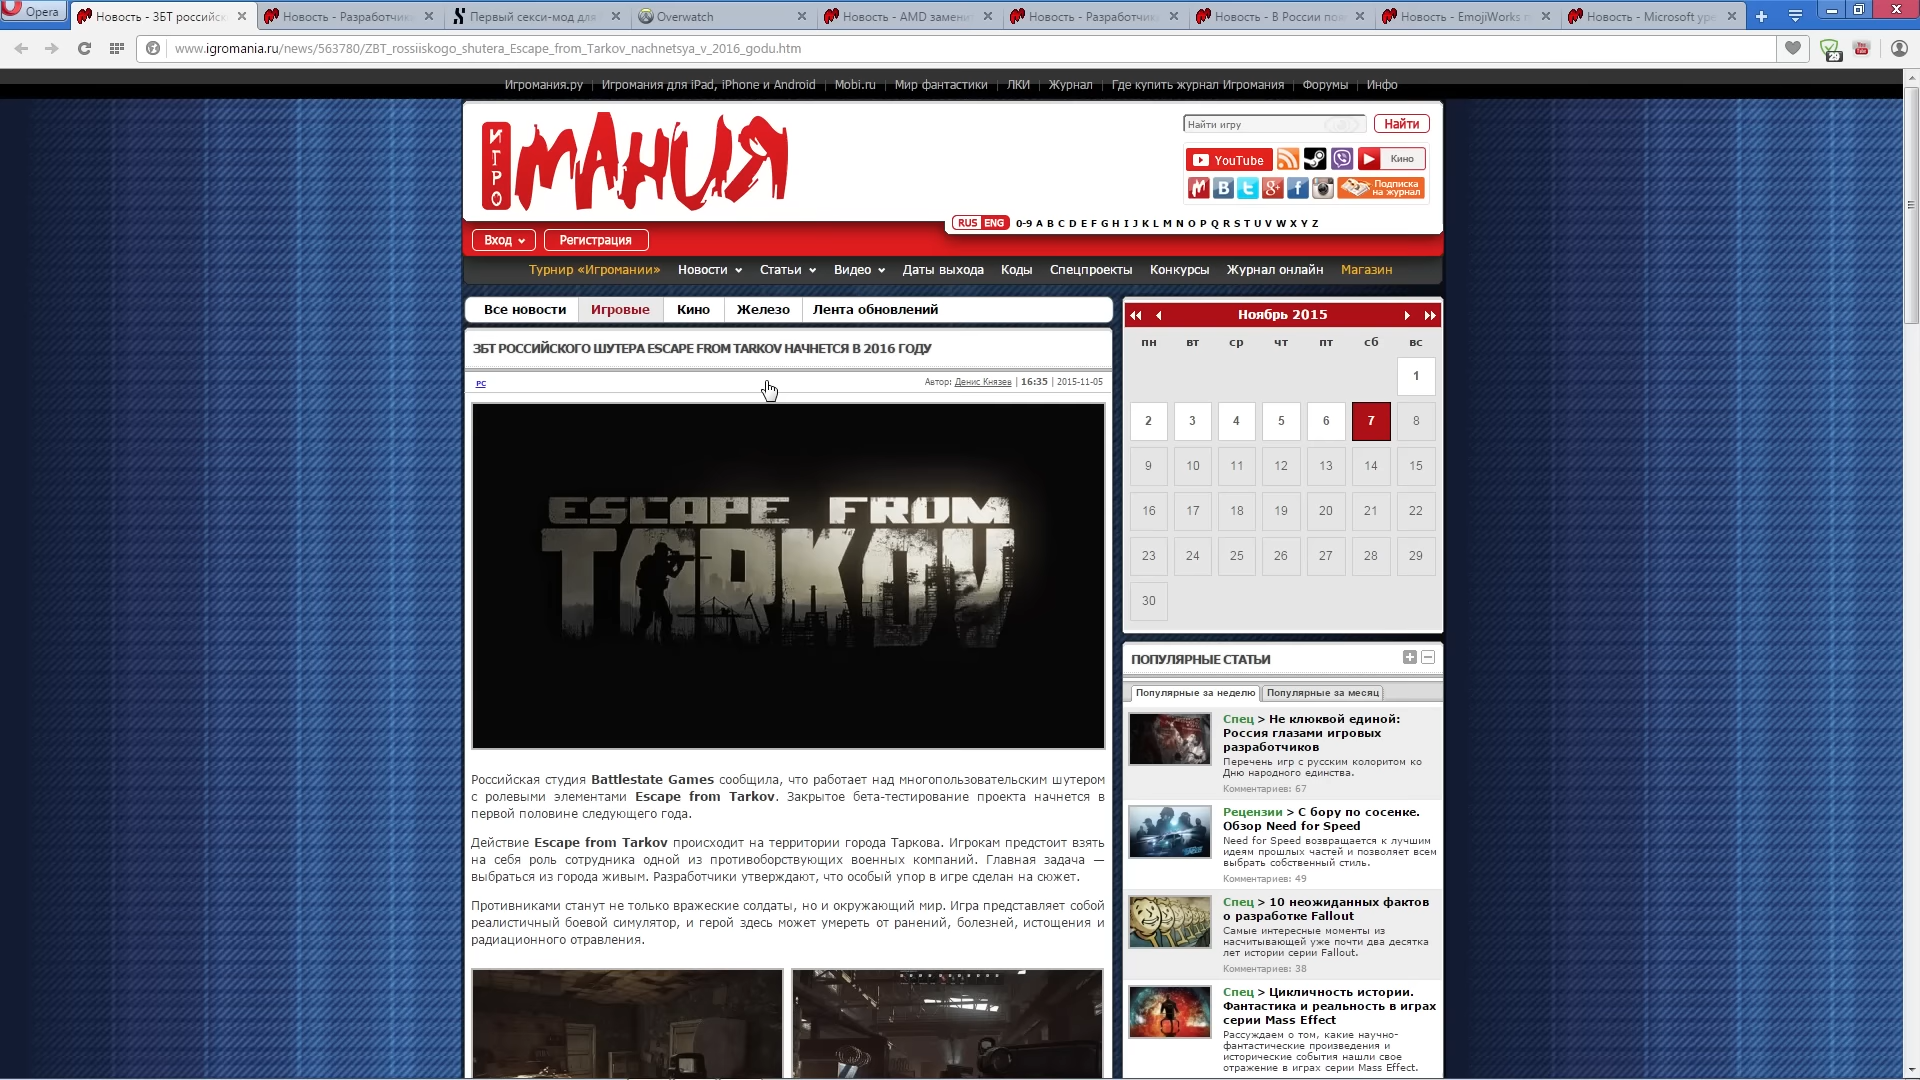 Opera
Новость - ЗБТ российск
Новость - Разработчик
Первый секси-мод для
Overwatch
Новость - AMD замени
Новость - Разработчик
Новость - В России поя
Новость - EmojiWorks п
Новость - Microsoft уре
www.igromania.ru/news/563780/ZBT_rossiiskogo_shutera_Escape_from_Tarkov_nachnetsya_v_2016_godu.htm
29
Игромания.ру | Игромания для iPad, iPhone и Android | Mobi.ru | Мир фантастики | ЛКИ | Журнал | Где купить журнал Игромания | Форумы | Инфо
ИГРО
МАНИЯ
Найти игру
Найти
YouTube
Кино
Подписка
на журнал
RUS ENG 0-9 A B C D E F G H I J K L M N O P Q R S T U V W X Y Z
Вход
Регистрация
Турнир «Игромании» Новости Статьи Видео Даты выхода Коды Спецпроекты Конкурсы Журнал онлайн Магазин
Все новости Игровые Кино Железо Лента обновлений
ЗБТ РОССИЙСКОГО ШУТЕРА ESCAPE FROM TARKOV НАЧНЕТСЯ В 2016 ГОДУ
PC
Автор: Денис Князев | 16:35 | 2015-11-05
ESCAPE FROM
TARKOV
Российская студия Battlestate Games сообщила, что работает над многопользовательским шутером
с ролевыми элементами Escape from Tarkov. Закрытое бета-тестирование проекта начнется в
первой половине следующего года.
Действие Escape from Tarkov происходит на территории города Таркова. Игрокам предстоит взять
на себя роль сотрудника одной из противоборствующих военных компаний. Главная задача —
выбраться из города живым. Разработчики утверждают, что особый упор в игре сделан на сюжет.
Противниками станут не только вражеские солдаты, но и окружающий мир. Игра представляет собой
реалистичный боевой симулятор, и герой здесь может умереть от ранений, болезней, истощения и
радиационного отравления.
Ноябрь 2015
пн вт ср чт пт сб вс
1
2 3 4 5 6 7 8
9 10 11 12 13 14 15
16 17 18 19 20 21 22
23 24 25 26 27 28 29
30
ПОПУЛЯРНЫЕ СТАТЬИ
Популярные за неделю
Популярные за месяц
Спец > Не клюквой единой:
Россия глазами игровых
разработчиков
Перечень игр с русским колоритом ко
Дню народного единства.
Комментариев: 67
Рецензии > С бору по сосенке.
Обзор Need for Speed
Need for Speed возвращается к лучшим
идеям прошлых частей и позволяет всем
выбрать собственный стиль.
Комментариев: 49
Спец > 10 неожиданных фактов
о разработке Fallout
Самые интересные моменты из
насчитывающей уже почти два десятка
лет истории серии Fallout.
Комментариев: 38
Спец > Цикличность истории.
Фантастика и реальность в играх
серии Mass Effect
Рассуждаем о том, какие научно-
фантастические произведения и
исторические события нашли свое
отражение в играх серии Mass Effect.